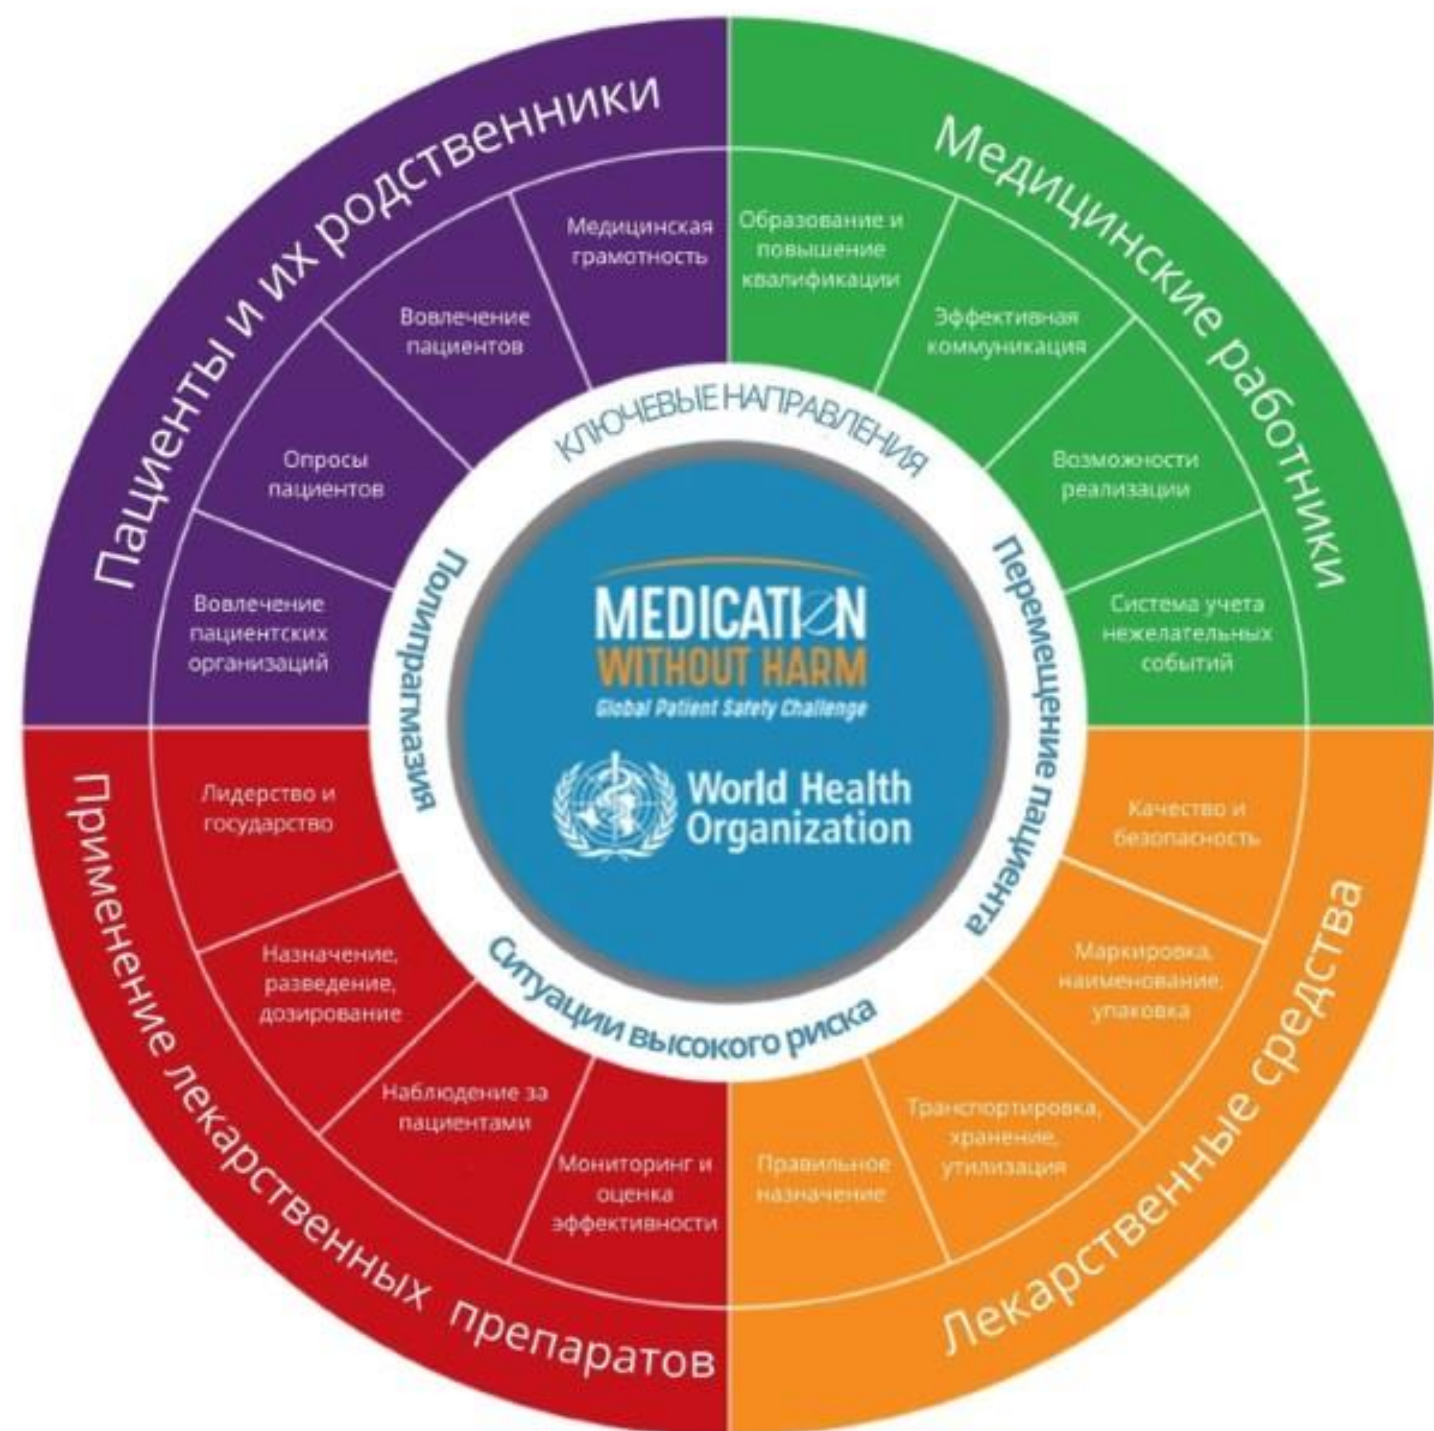 Пациенты и их родственники
Медицинская
грамотность
Вовлечение
пациентов
Опросы
пациентов
Вовлечение
пациентских
организаций
Медицинские работники
Образование и
повышение
квалификации
Эффективная
коммуникация
Возможности
реализации
Система учета
нежелательных
событий
Лекарственные средства
Качество и
безопасность
Маркировка,
наименование,
упаковка
Транспортировка,
хранение,
утилизация
Правильное
назначение
Применение лекарственных препаратов
Лидерство и
государство
Назначение,
разведение,
дозирование
Наблюдение за
пациентами
Мониторинг и
оценка
эффективности
КЛЮЧЕВЫЕ НАПРАВЛЕНИЯ
Полипрагмазия
Перемещение пациента
Ситуации высокого риска
MEDICATION
WITHOUT HARM
Global Patient Safety Challenge
World Health
Organization